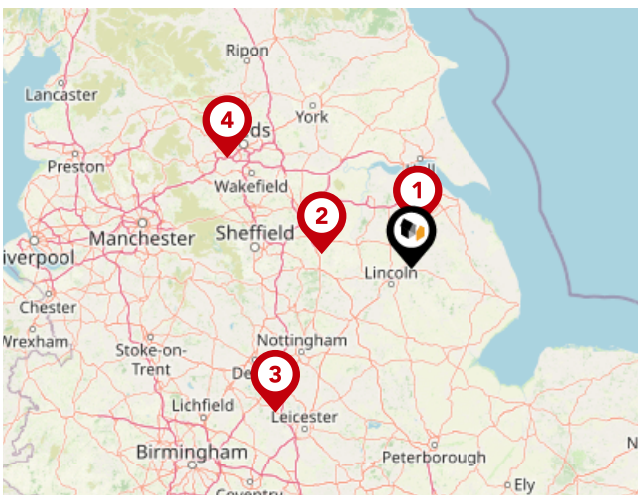 Ripon
Lancaster
York
4
ds
Preston
Wakefield
1
2
Sheffield
Manchester
iverpool
Lincoln
Chester
Wrexham
Nottingham
Stoke-on-
Trent
De
3
Lichfield
Leicester
Birmingham
Peterborough
N
Coventry
Ely